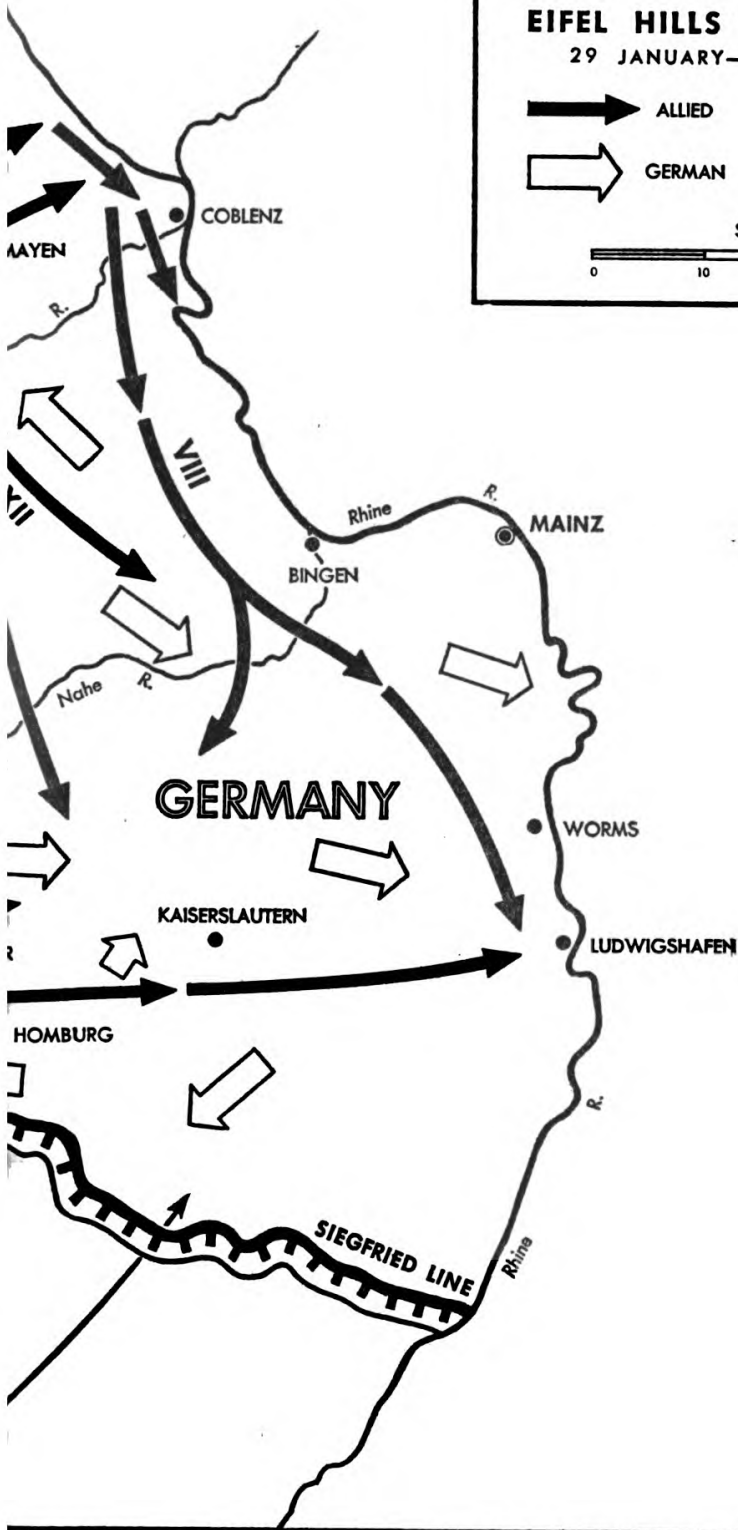 EIFEL HILLS
29 JANUARY–
ALLIED
GERMAN
0 10
COBLENZ
MAYEN
R.
VIII
XII
Rhine R.
MAINZ
BINGEN
Nahe R.
GERMANY
WORMS
KAISERSLAUTERN
LUDWIGSHAFEN
R
HOMBURG
R.
SIEGFRIED LINE
Rhine